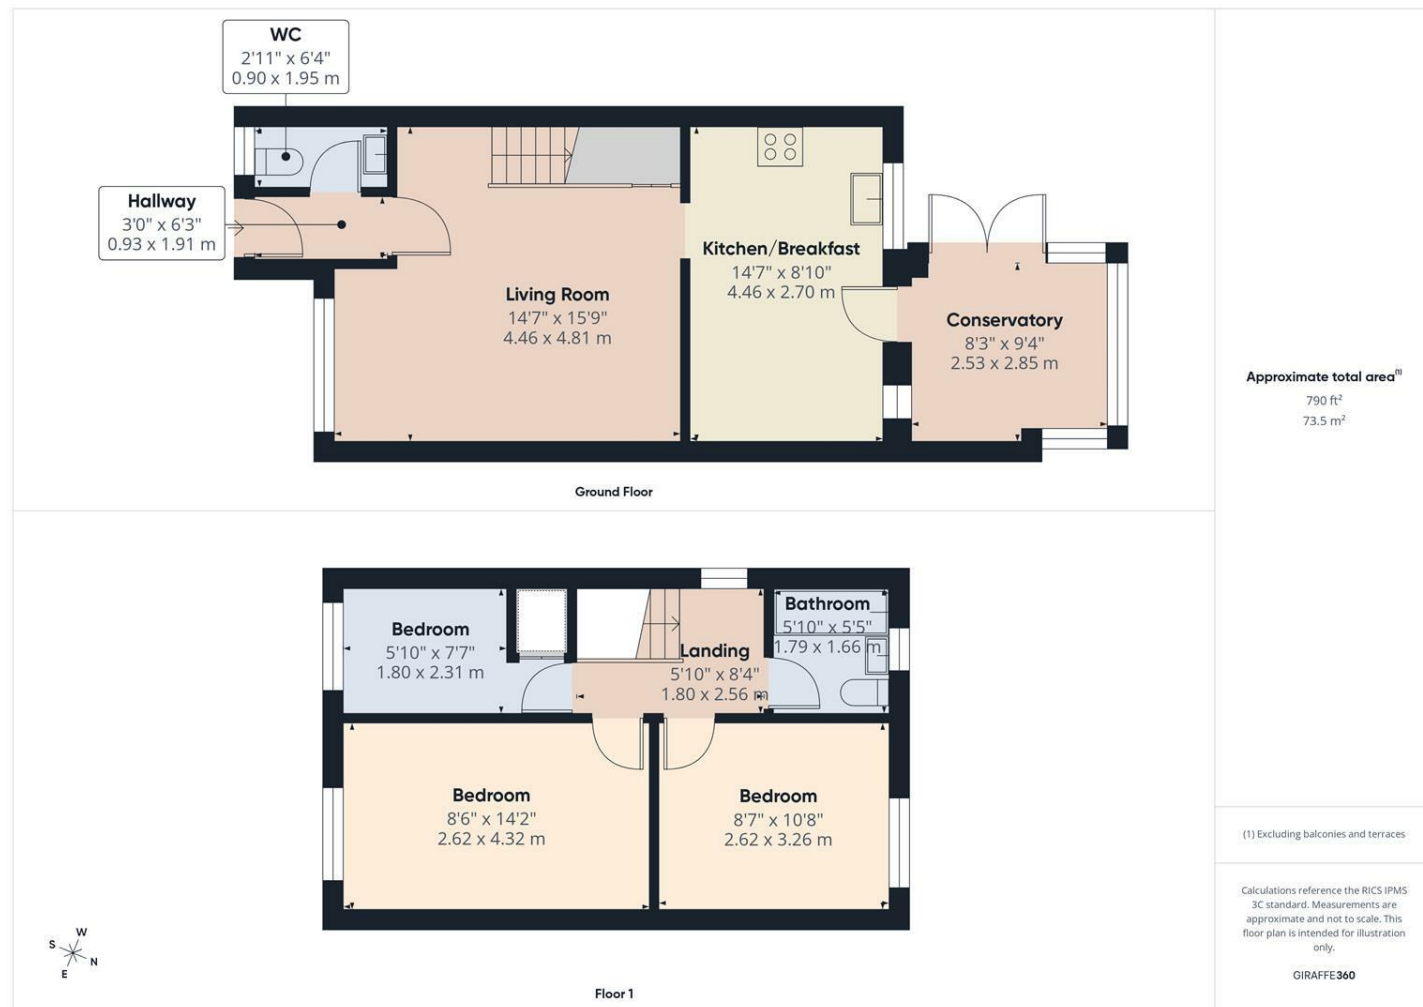 WC
2'11" x 6'4"
0.90 x 1.95 m
Hallway
3'0" x 6'3"
0.93 x 1.91 m
Living Room
14'7" x 15'9"
4.46 x 4.81 m
Kitchen/Breakfast
14'7" x 8'10"
4.46 x 2.70 m
Conservatory
8'3" x 9'4"
2.53 x 2.85 m
Ground Floor
Bedroom
5'10" x 7'7"
1.80 x 2.31 m
Landing
5'10" x 8'4"
1.80 x 2.56 m
Bathroom
5'10" x 5'5"
1.79 x 1.66 m
Bedroom
8'6" x 14'2"
2.62 x 4.32 m
Bedroom
8'7" x 10'8"
2.62 x 3.26 m
S W
E N
Floor 1
Approximate total area(1)
790 ft²
73.5 m²
(1) Excluding balconies and terraces
Calculations reference the RICS IPMS
3C standard. Measurements are
approximate and not to scale. This
floor plan is intended for illustration
only.
GIRAFFE360